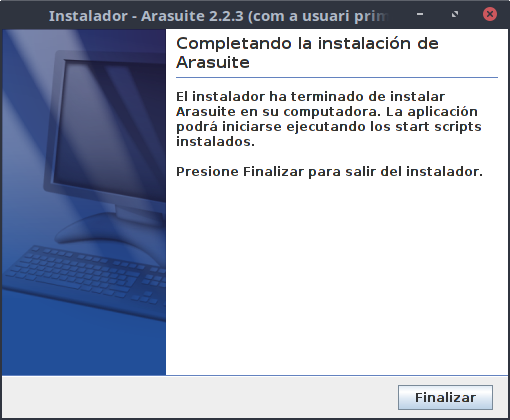 Instalador - Arasuite 2.2.3 (com a usuari prim
Completando la instalación de
Arasuite
El instalador ha terminado de instalar
Arasuite en su computadora. La aplicación
podrá iniciarse ejecutando los start scripts
instalados.
Presione Finalizar para salir del instalador.
Finalizar